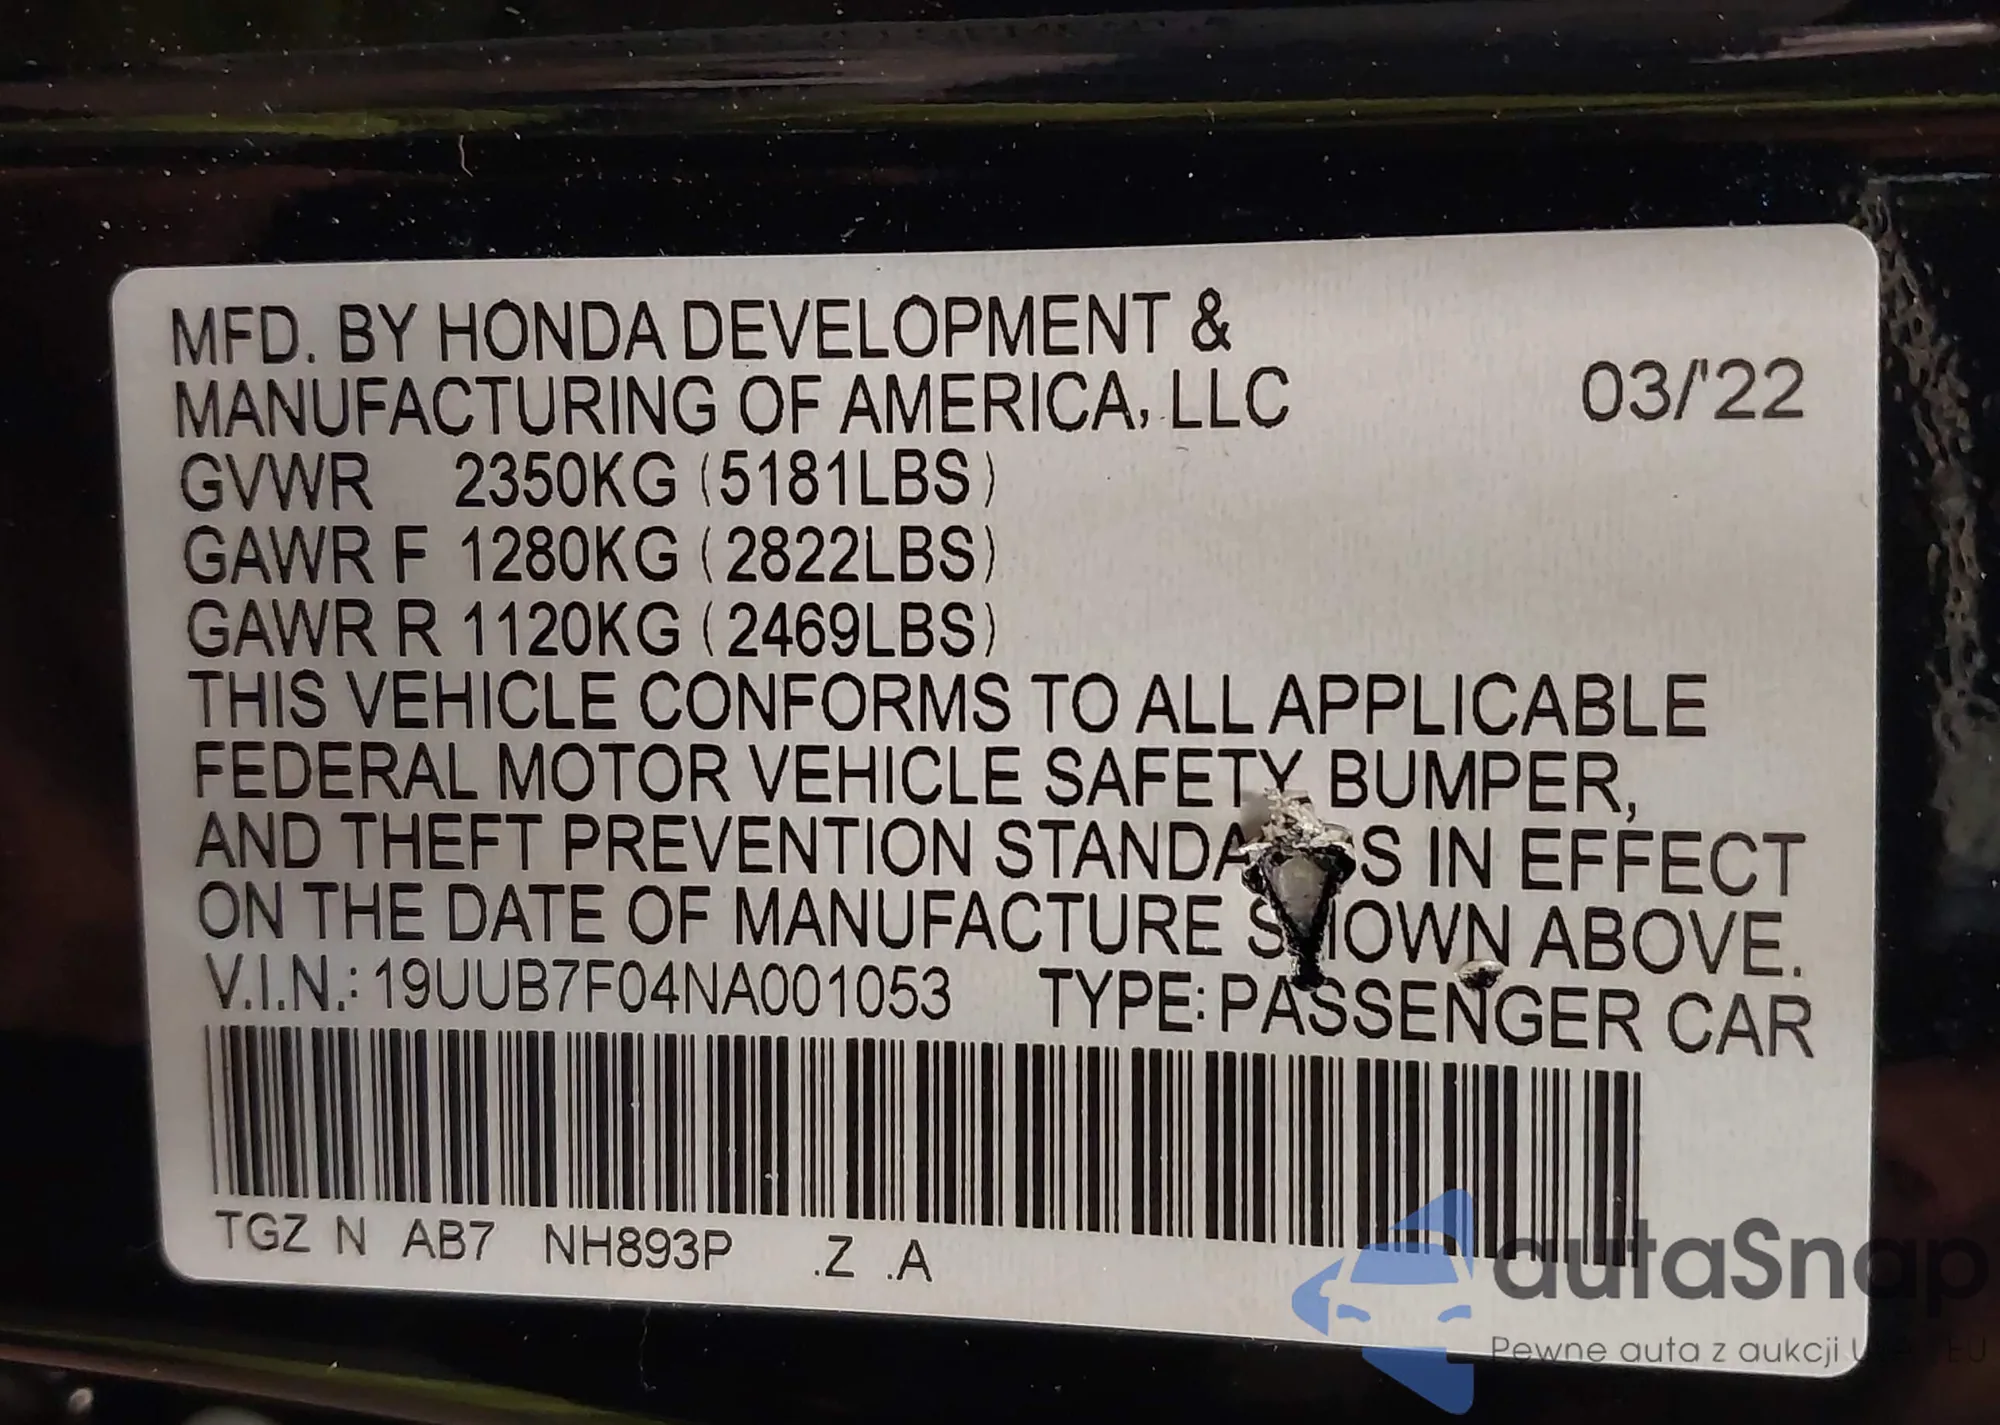 MFD. BY HONDA DEVELOPMENT &
MANUFACTURING OF AMERICA, LLC
03/'22
GVWR 2350KG (5181LBS)
GAWR F 1280KG (2822LBS)
GAWR R 1120KG (2469LBS)
THIS VEHICLE CONFORMS TO ALL APPLICABLE
FEDERAL MOTOR VEHICLE SAFETY BUMPER,
AND THEFT PREVENTION IN EFFECT
ON THE DATE OF MANUFACTURE ABOVE.
V.I.N.: 19UUB7F04NA001053 TYPE: PASSENGER CAR
TGZ N AB7 NH893P .Z .A
autaSnap
Pewne auta z aukcji